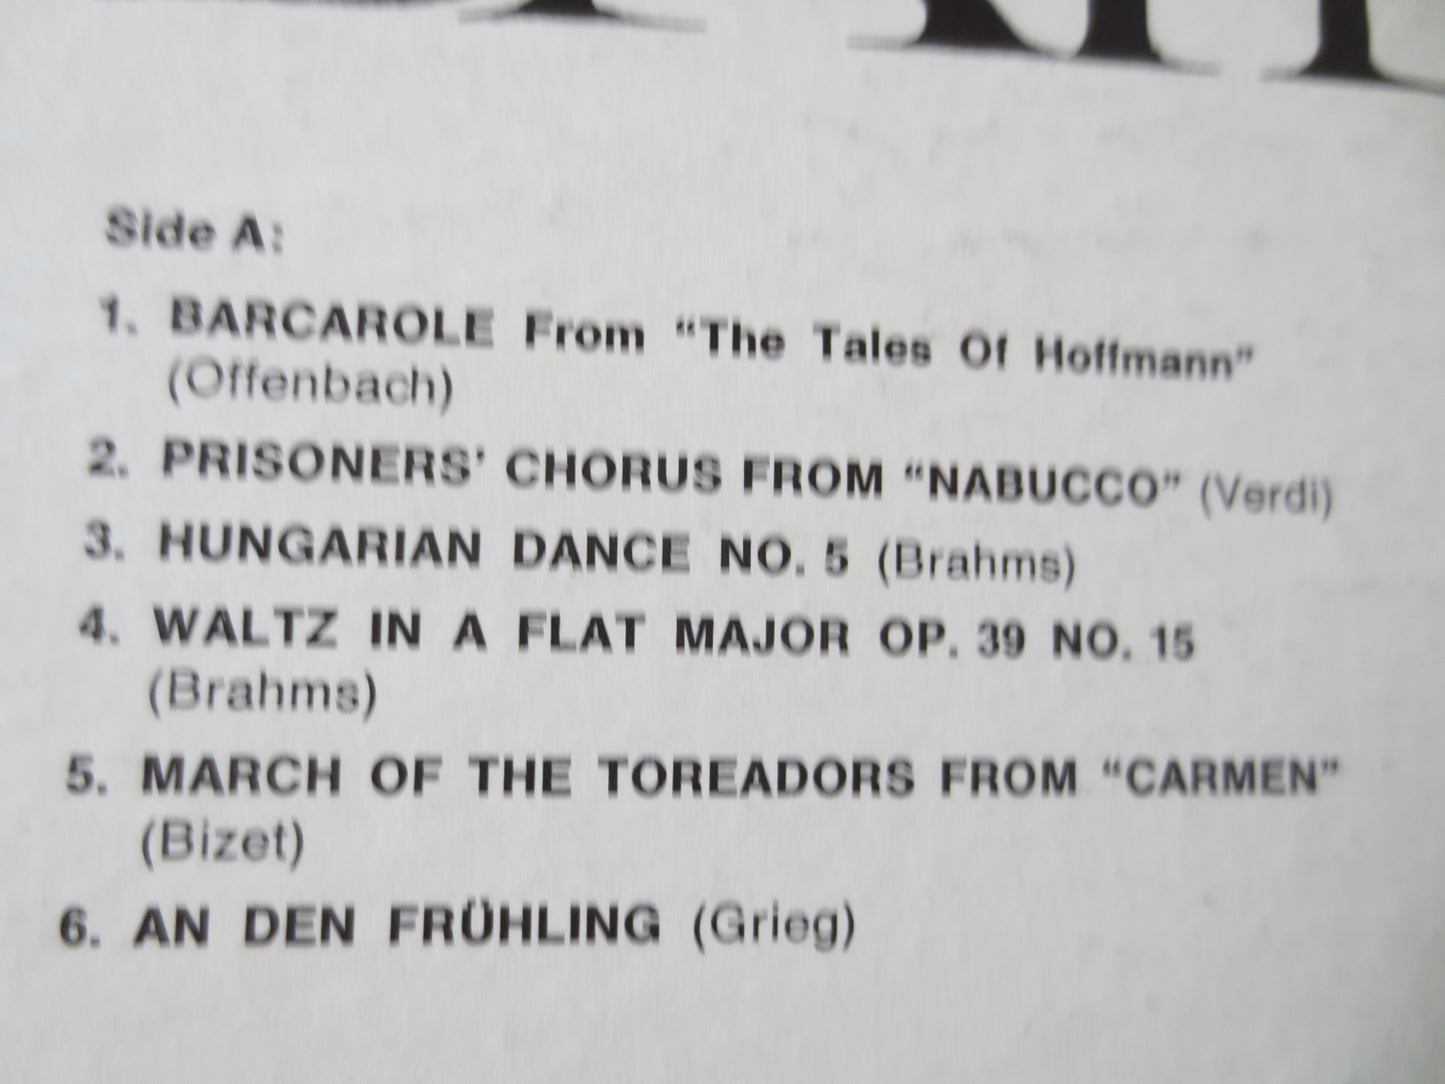 Side A:
1. BARCAROLE From “The Tales Of Hoffmann”
(Offenbach)
2. PRISONERS' CHORUS FROM “NABUCCO” (Verdi)
3. HUNGARIAN DANCE NO. 5 (Brahms)
4. WALTZ IN A FLAT MAJOR OP. 39 NO. 15
(Brahms)
5. MARCH OF THE TOREADORS FROM “CARMEN”
(Bizet)
6. AN DEN FRÜHLING (Grieg)